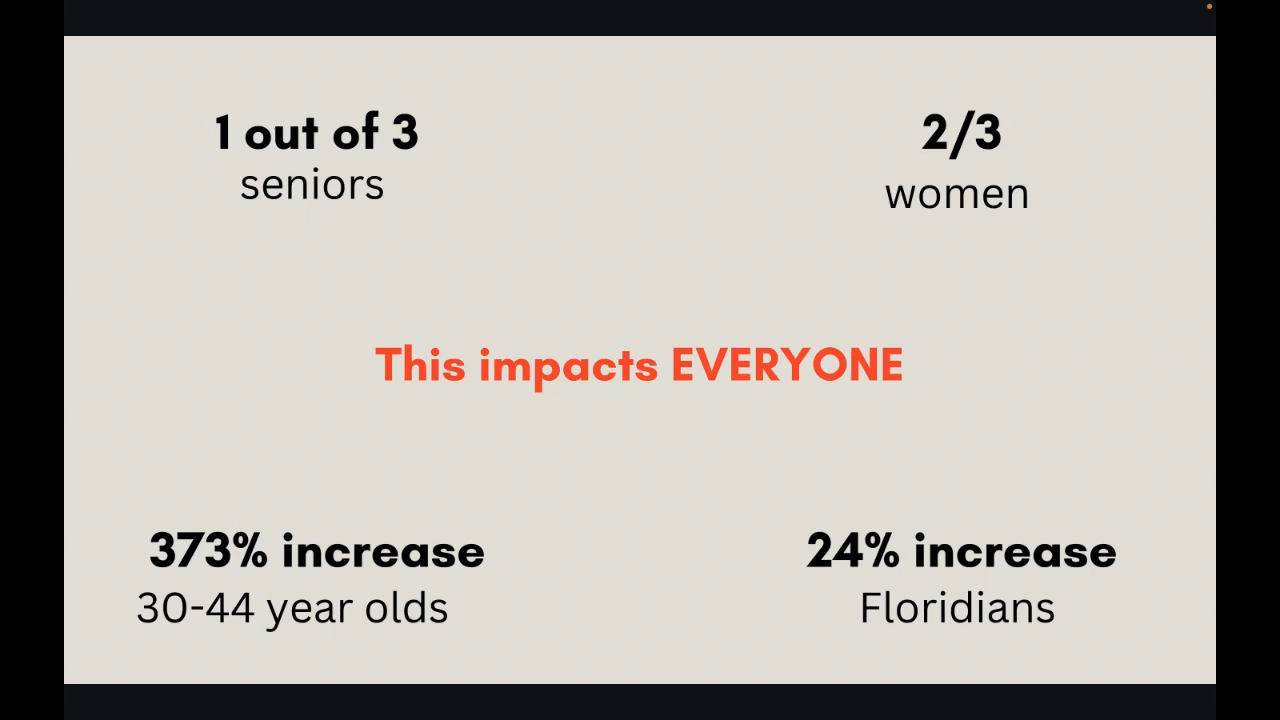 1 out of 3
seniors
2/3
women
This impacts EVERYONE
373% increase
30-44 year olds
24% increase
Floridians